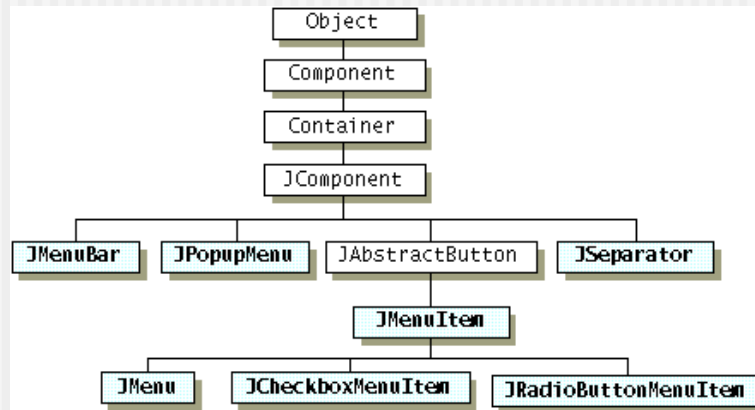 Object
Component
Container
JComponent
JMenuBar JPopupMenu JAbstractButton JSeparator
JMenuItem
JMenu JCheckboxMenuItem JRadioButtonMenuItem